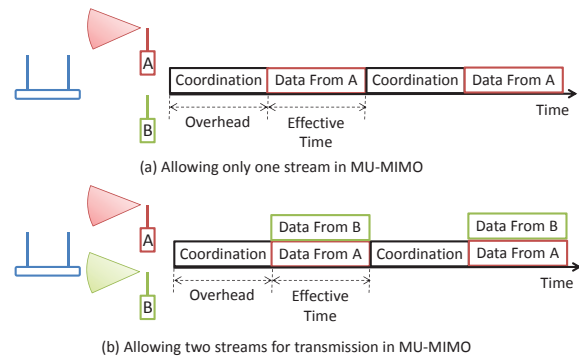 A
Coordination Data From A Coordination Data From A
B
Overhead Effective Time
Time
(a) Allowing only one stream in MU-MIMO
Data From B Data From B
A
Coordination Data From A Coordination Data From A
B
Overhead Effective Time
Time
(b) Allowing two streams for transmission in MU-MIMO